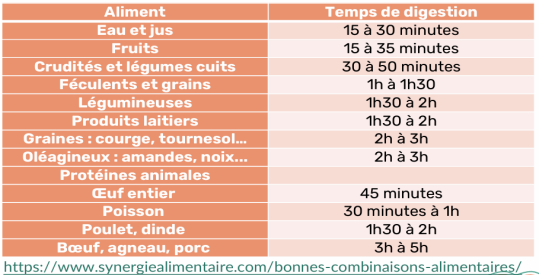 Aliment Temps de digestion
Eau et jus 15 à 30 minutes
Fruits 15 à 35 minutes
Crudités et légumes cuits 30 à 50 minutes
Féculents et grains 1h à 1h30
Légumineuses 1h30 à 2h
Produits laitiers 1h30 à 2h
Graines : courge, tournesol... 2h à 3h
Oléagineux : amandes, noix... 2h à 3h
Protéines animales
Œuf entier 45 minutes
Poisson 30 minutes à 1h
Poulet, dinde 1h30 à 2h
Bœuf, agneau, porc 3h à 5h
https://www.synergiealimentaire.com/bonnes-combinaisons-alimentaires/